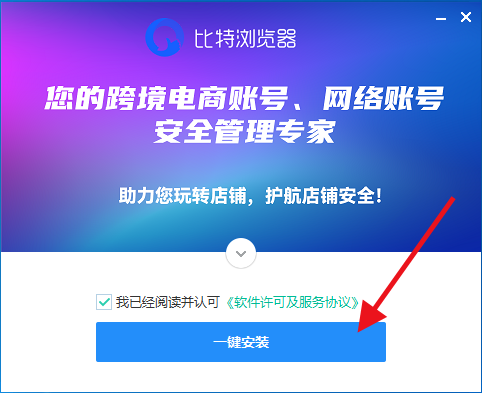 比特浏览器
您的跨境电商账号、网络账号
安全管理专家
助力您玩转店铺，护航店铺安全!
我已经阅读并认可《软件许可及服务协议》
一键安装